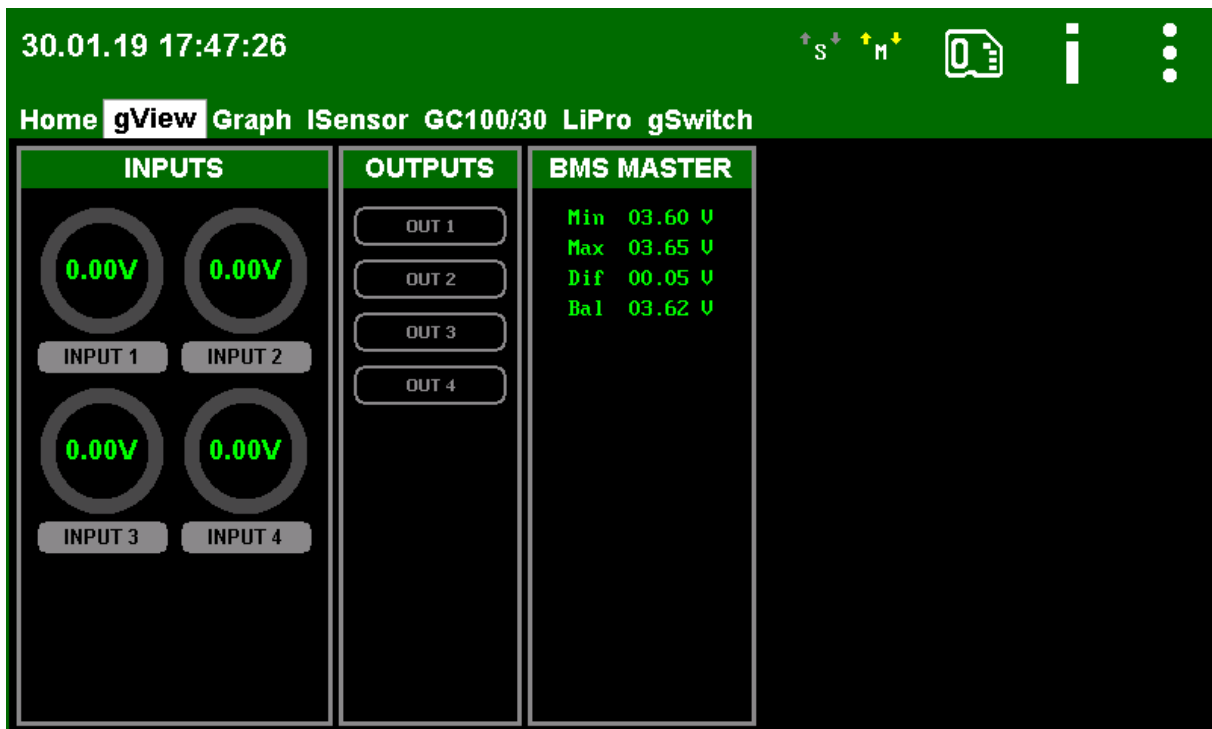 30.01.19 17:47:26
S M 0
Home gView Graph ISensor GC100/30 LiPro gSwitch
INPUTS
0.00V 0.00V
INPUT 1 INPUT 2
0.00V 0.00V
INPUT 3 INPUT 4
OUTPUTS
OUT 1
OUT 2
OUT 3
OUT 4
BMS MASTER
Min 03.60 V
Max 03.65 V
Dif 00.05 V
Bal 03.62 V